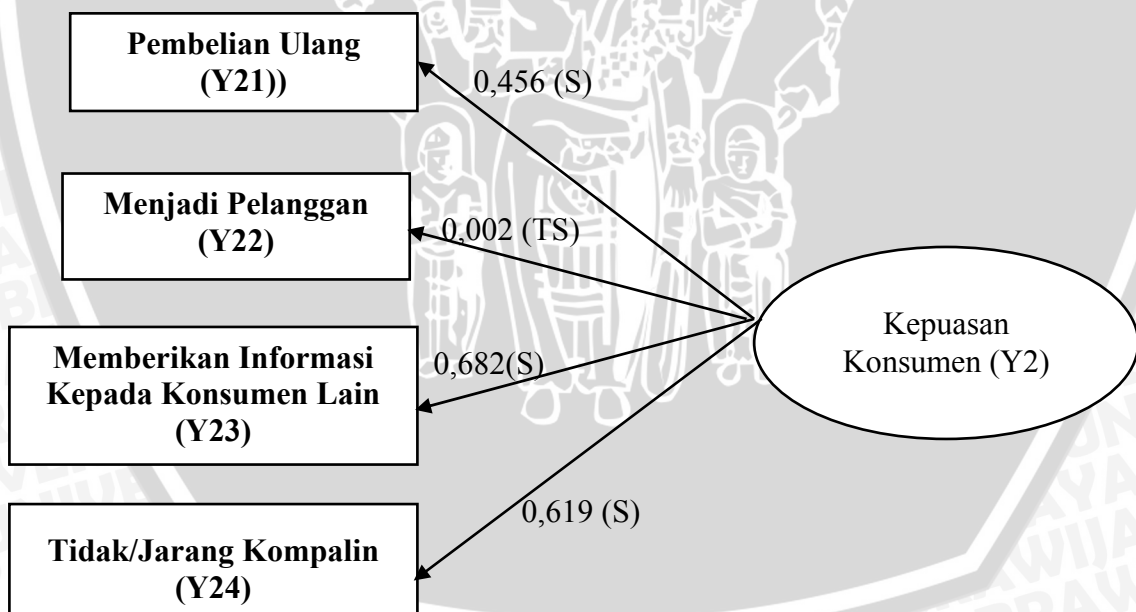 Pembelian Ulang
(Y21))
0,456 (S)
Menjadi Pelanggan
(Y22)
0,002 (TS)
Memberikan Informasi
Kepada Konsumen Lain
(Y23)
0,682(S)
Kepuasan
Konsumen (Y2)
Tidak/Jarang Kompalin
(Y24)
0,619 (S)